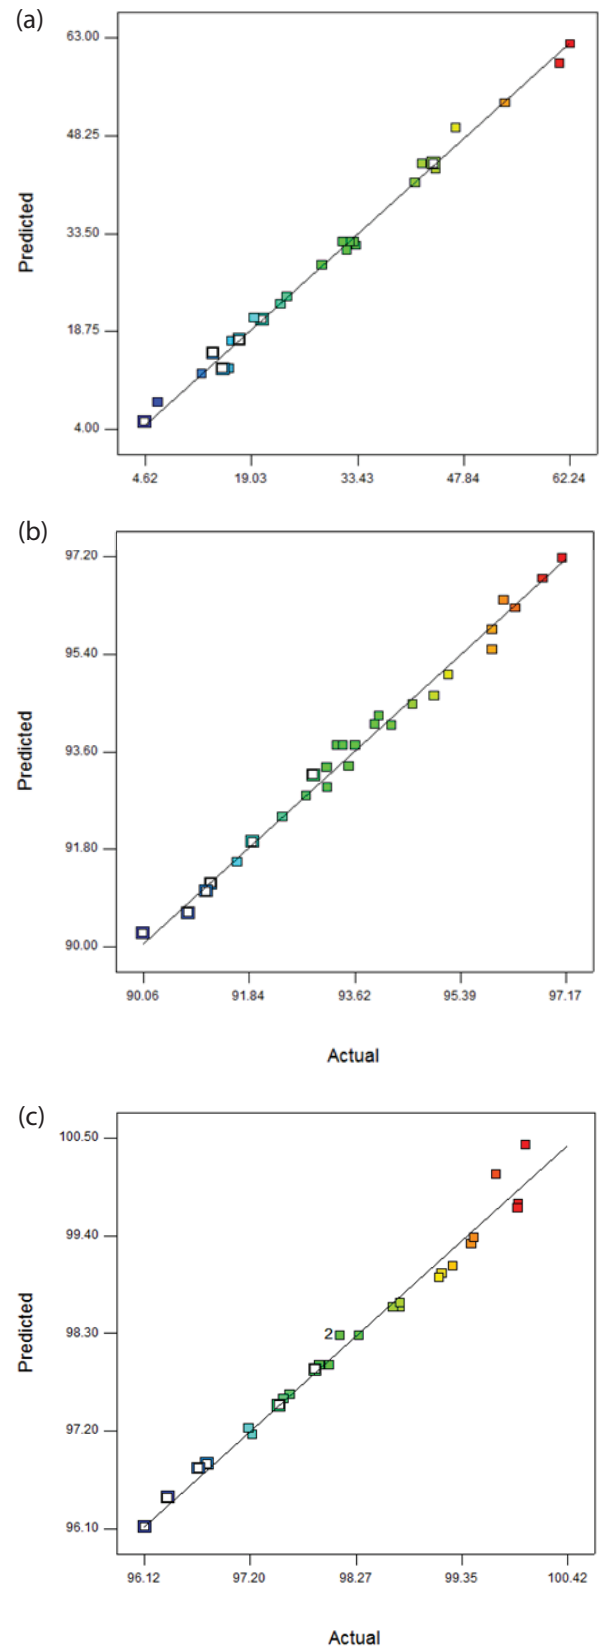 (a)
63.00
48.25
33.50
18.75
4.00
Predicted
4.62 19.03 33.43 47.84 62.24
(b)
97.20
95.40
93.60
91.80
90.00
Predicted
90.06 91.84 93.62 95.39 97.17
Actual
(c)
100.50
99.40
98.30
97.20
96.10
Predicted
2
96.12 97.20 98.27 99.35 100.42
Actual